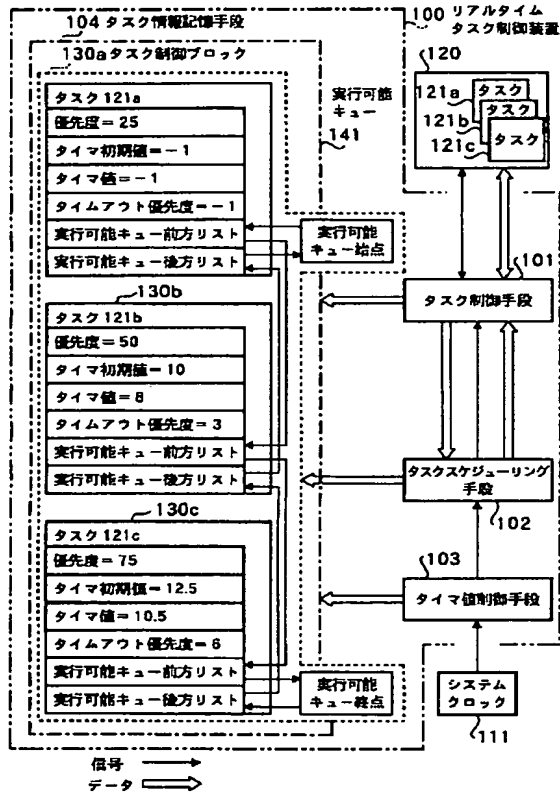 104 タスク情報記憶手段
100 リアルタイム
タスク制御装置
130a タスク制御ブロック
実行可能
キュー
141
タスク 121a
優先度=25
タイマ初期値=-1
タイマ値=-1
タイムアウト優先度=-1
実行可能キュー前方リスト
実行可能キュー後方リスト
実行可能
キュー始点
120
121a タスク
121b タスク
121c タスク
101
タスク制御手段
130b
タスク 121b
優先度=50
タイマ初期値=10
タイマ値=8
タイムアウト優先度=3
実行可能キュー前方リスト
実行可能キュー後方リスト
タスクスケジューリング
手段
102
130c
タスク 121c
優先度=75
タイマ初期値=12.5
タイマ値=10.5
タイムアウト優先度=6
実行可能キュー前方リスト
実行可能キュー後方リスト
実行可能
キュー終点
103
タイマ値制御手段
システム
クロック
111
信号
データ